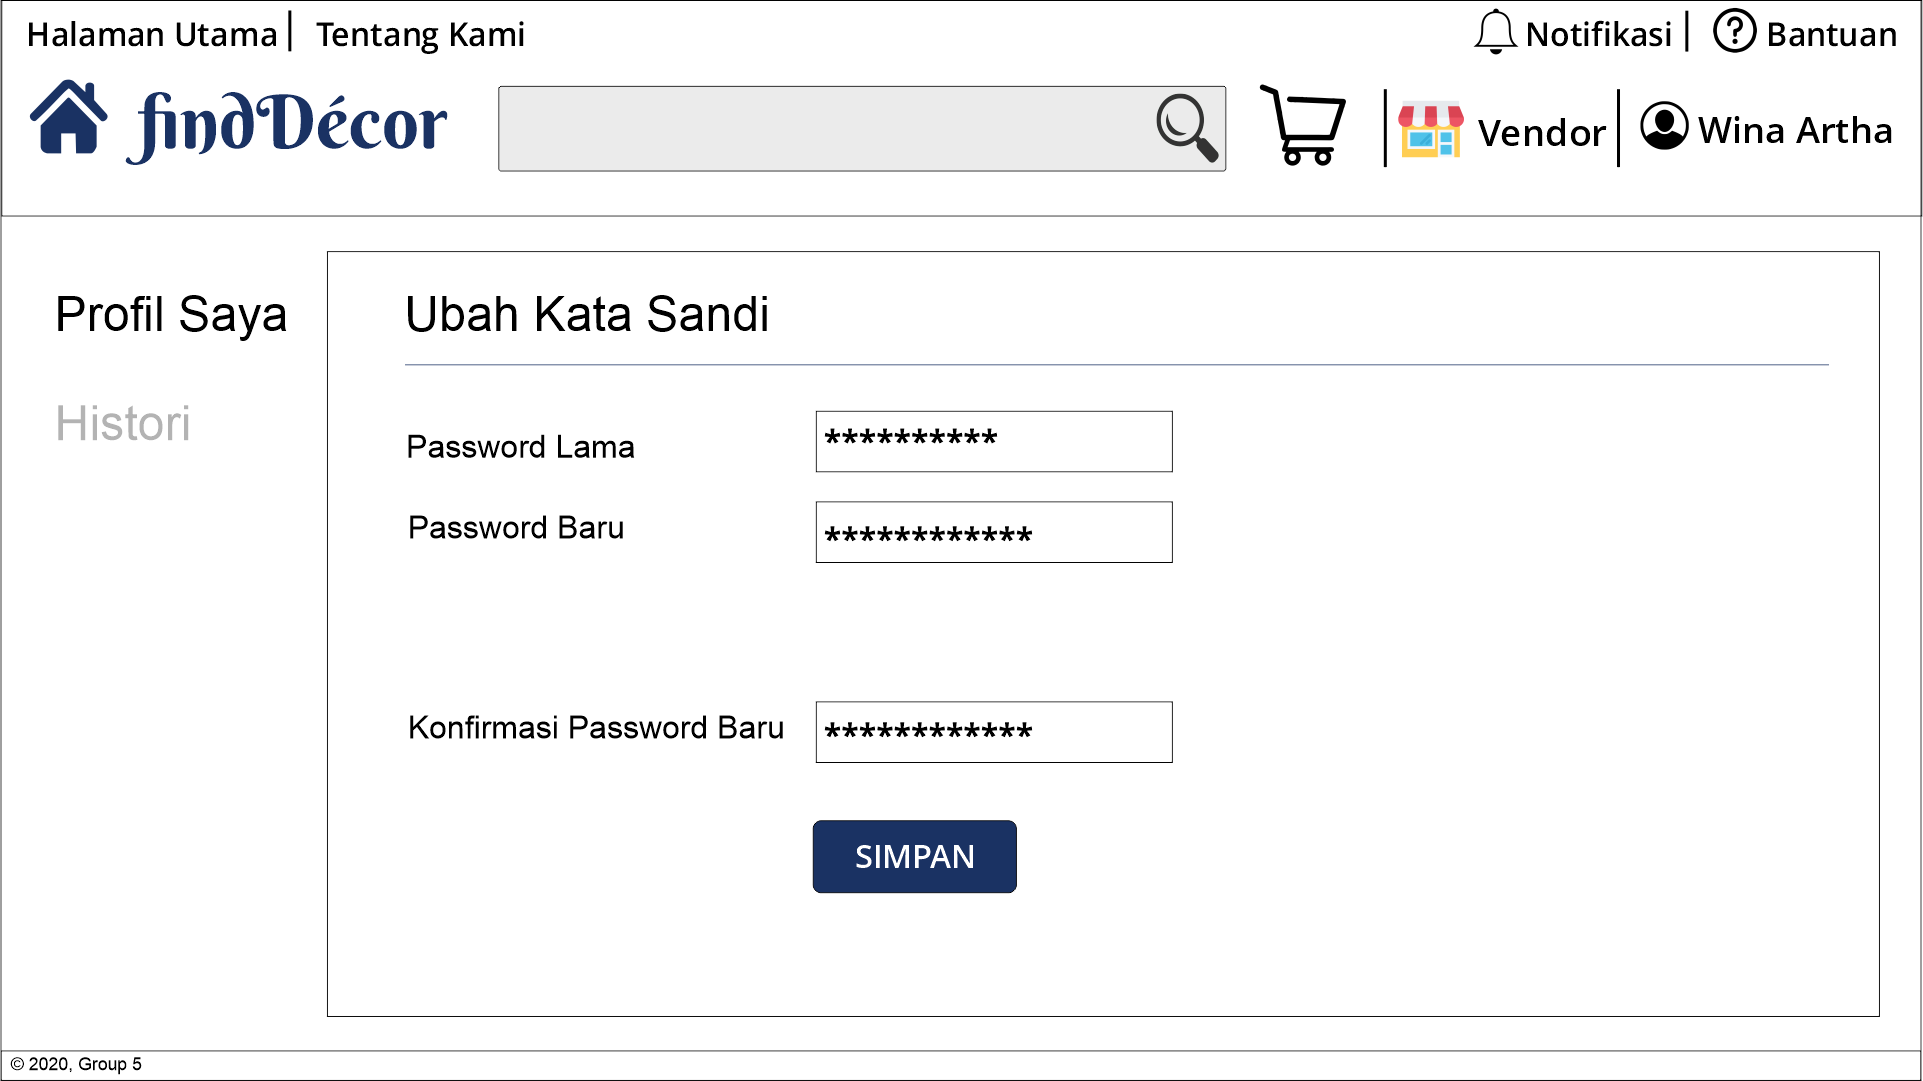 Halaman Utama | Tentang Kami
Notifikasi | Bantuan
findDécor
Vendor
Wina Artha
Profil Saya
Histori
Ubah Kata Sandi
Password Lama **********
Password Baru ************
Konfirmasi Password Baru ************
SIMPAN
© 2020, Group 5